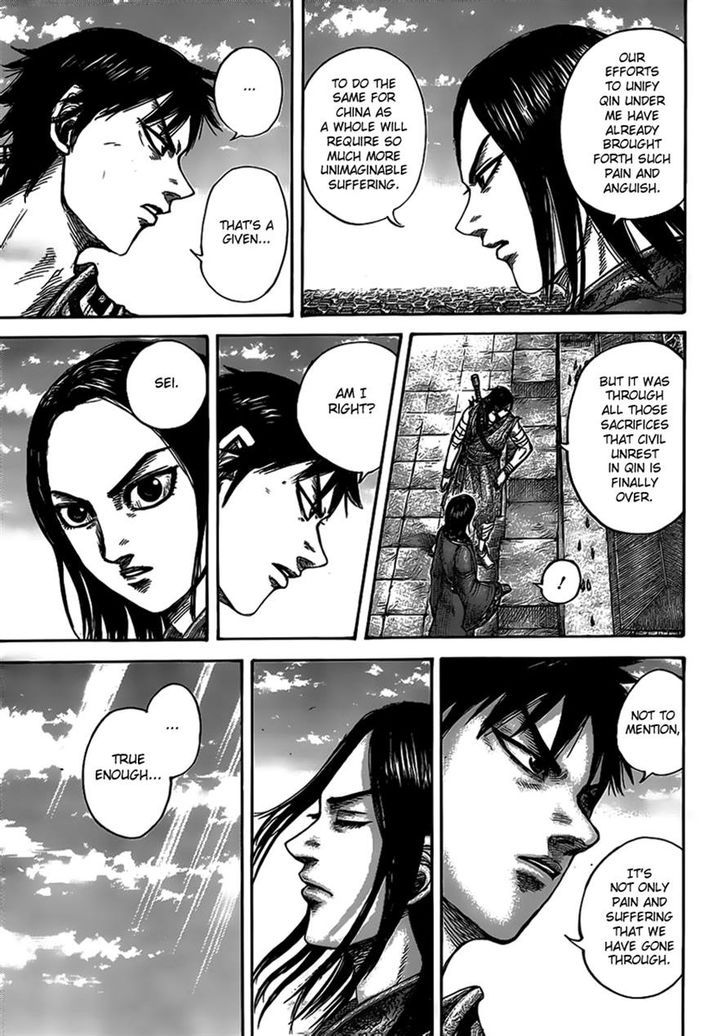 OUR
EFFORTS
TO UNIFY
QIN UNDER
ME HAVE
ALREADY
BROUGHT
FORTH SUCH
PAIN AND
ANGUISH.
TO DO THE
SAME FOR
CHINA AS
A WHOLE WILL
REQUIRE SO
MUCH MORE
UNIMAGINABLE
SUFFERING.
...
THAT'S A
GIVEN...
BUT IT WAS
THROUGH
ALL THOSE
SACRIFICES
THAT CIVIL
UNREST
IN QIN IS
FINALLY
OVER.
!
AM I
RIGHT?
SEI.
NOT TO
MENTION,
IT'S
NOT ONLY
PAIN AND
SUFFERING
THAT WE
HAVE GONE
THROUGH.
...
TRUE
ENOUGH...